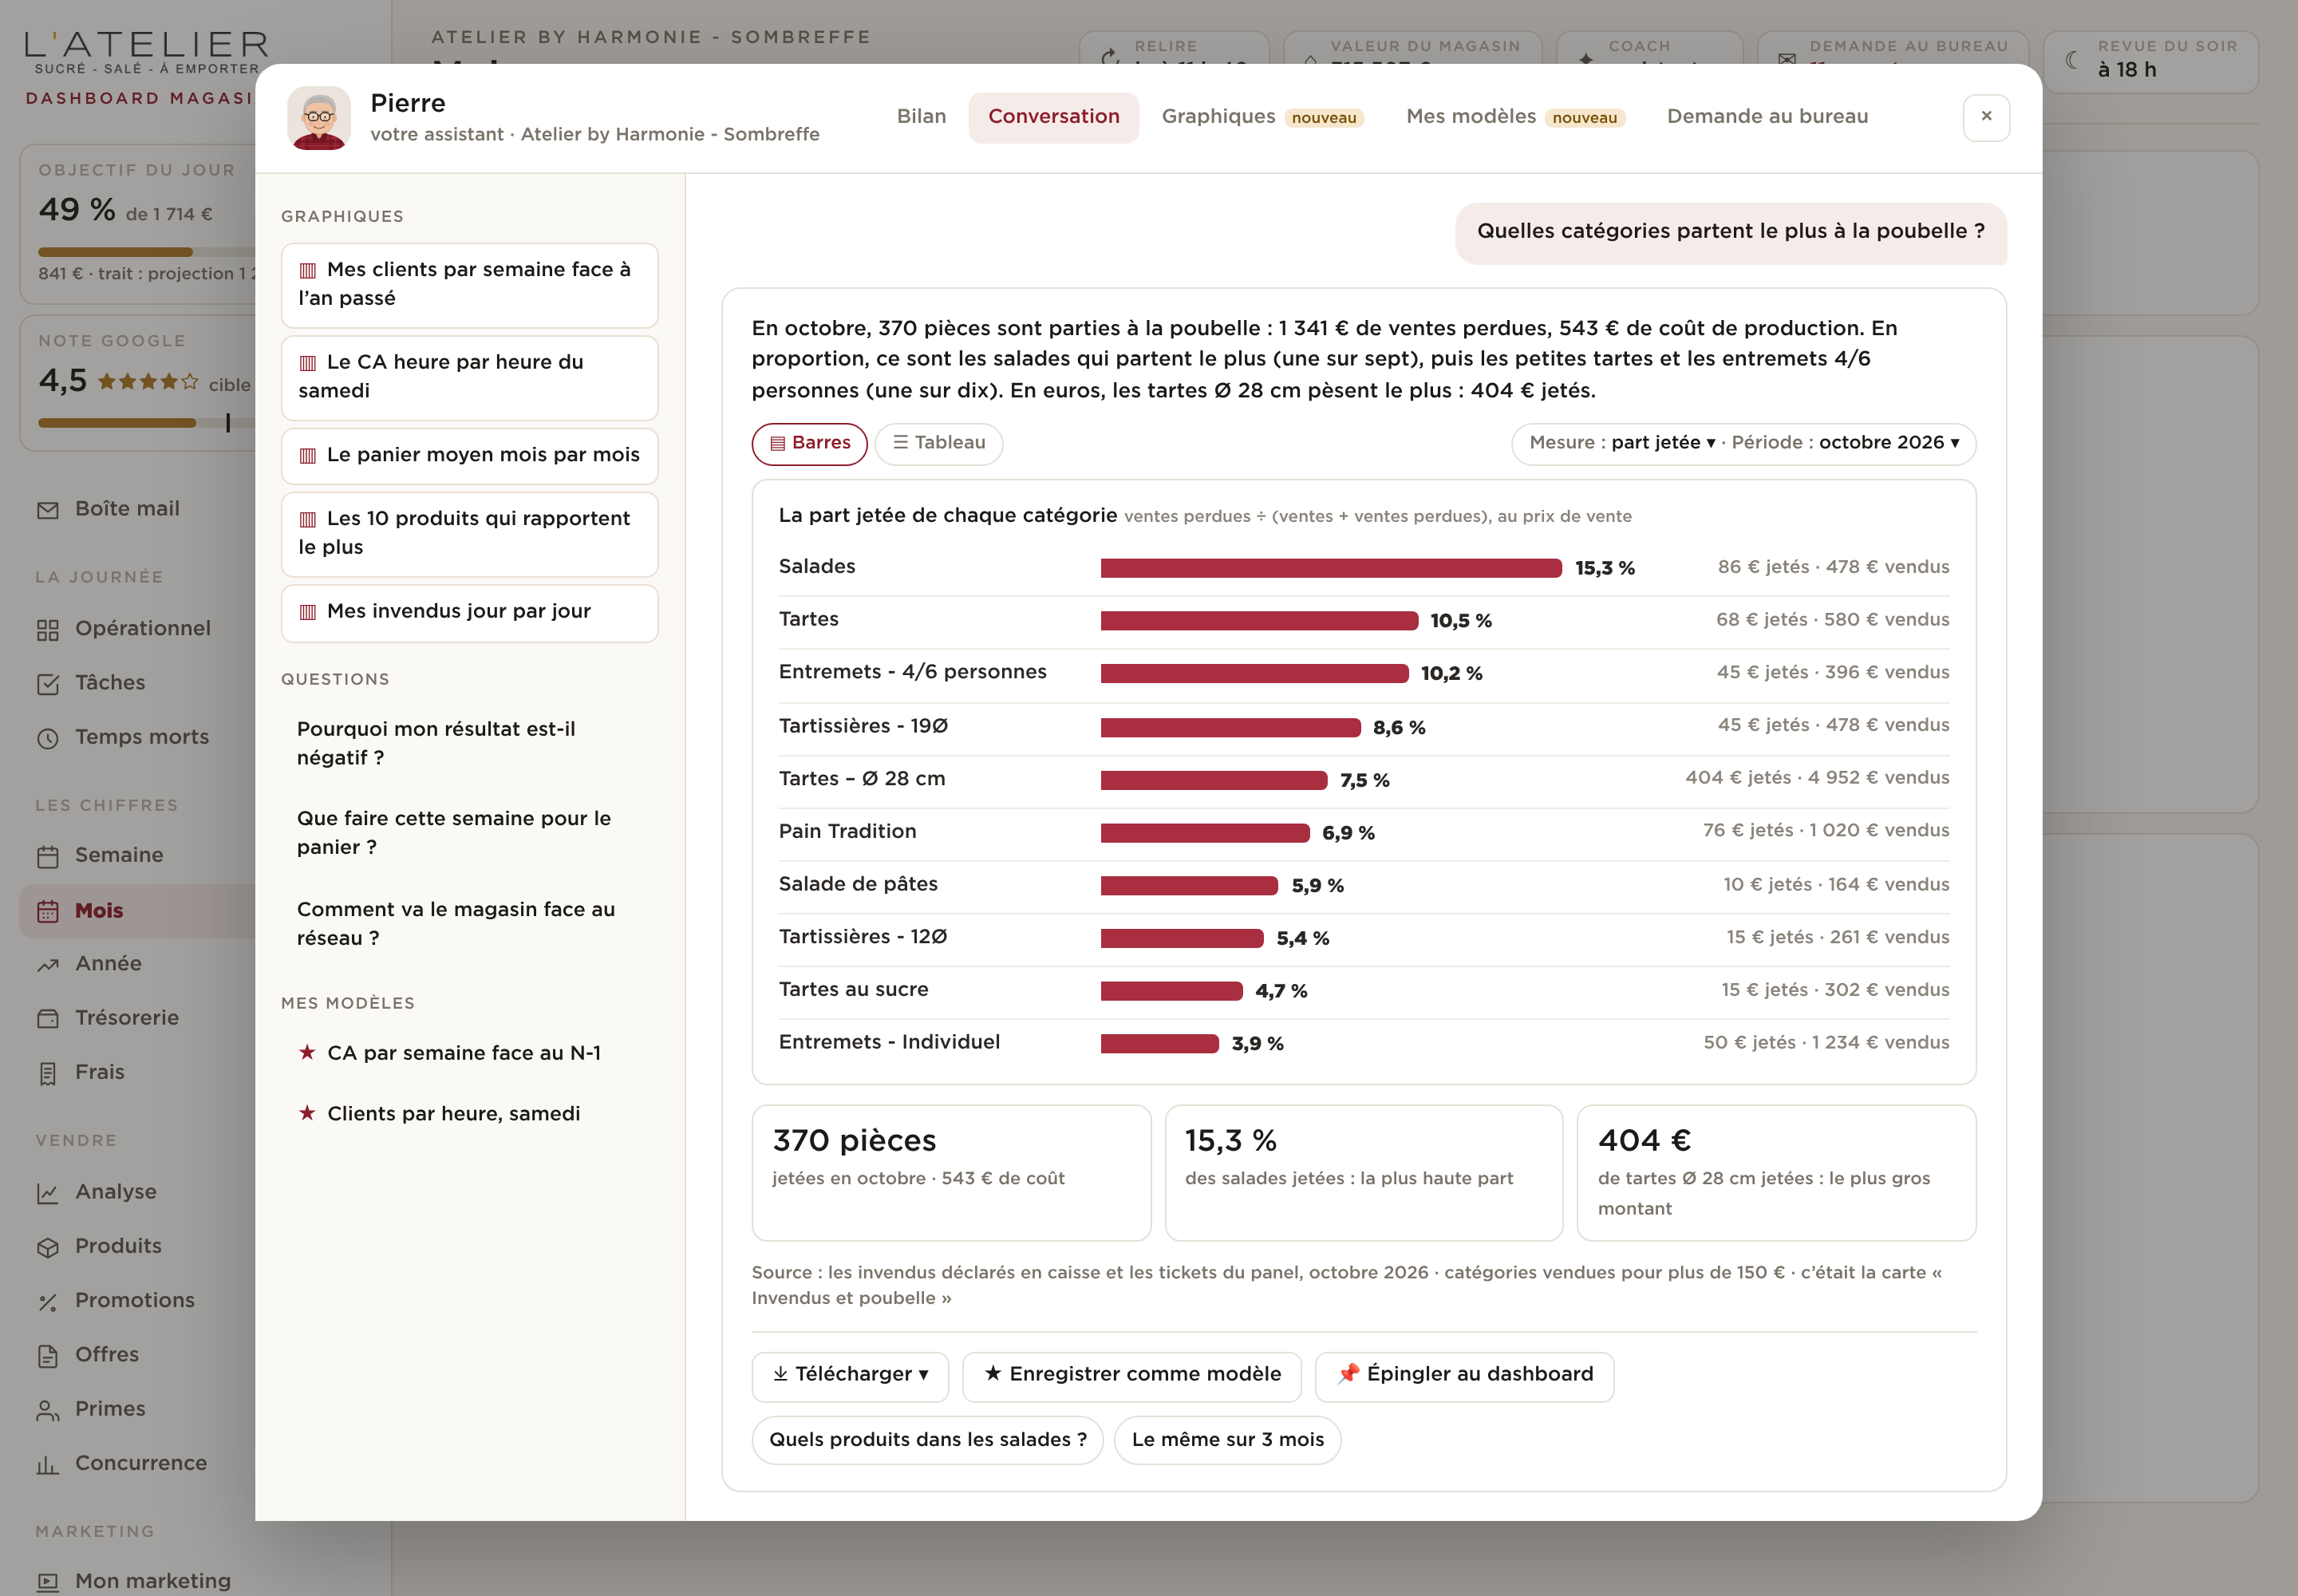 L'ATELIER
SUCRÉ - SALÉ - Á EMPORTER
DASHBOARD MAGASI
ATELIER BY HARMONIE - SOMBREFFE
RELIRE
VALEUR DU MAGASIN
COACH
DEMANDE AU BUREAU
REVUE DU SOIR
à 18 h
OBJECTIF DU JOUR
49 % de 1 714 €
841 € · trait : projection 1 2
NOTE GOOGLE
4,5 ★★★★☆ cible
Boîte mail
LA JOURNÉE
Opérationnel
Tâches
Temps morts
LES CHIFFRES
Semaine
Mois
Année
Trésorerie
Frais
VENDRE
Analyse
Produits
Promotions
Offres
Primes
Concurrence
MARKETING
Mon marketing
Pierre
votre assistant · Atelier by Harmonie - Sombreffe
Bilan
Conversation
Graphiques nouveau
Mes modèles nouveau
Demande au bureau
×
GRAPHIQUES
Mes clients par semaine face à
l’an passé
Le CA heure par heure du
samedi
Le panier moyen mois par mois
Les 10 produits qui rapportent
le plus
Mes invendus jour par jour
QUESTIONS
Pourquoi mon résultat est-il
négatif ?
Que faire cette semaine pour le
panier ?
Comment va le magasin face au
réseau ?
MES MODÈLES
★ CA par semaine face au N-1
★ Clients par heure, samedi
Quelles catégories partent le plus à la poubelle ?
En octobre, 370 pièces sont parties à la poubelle : 1 341 € de ventes perdues, 543 € de coût de production. En
proportion, ce sont les salades qui partent le plus (une sur sept), puis les petites tartes et les entremets 4/6
personnes (une sur dix). En euros, les tartes Ø 28 cm pèsent le plus : 404 € jetés.
▤ Barres
☰ Tableau
Mesure : part jetée ▾ · Période : octobre 2026 ▾
La part jetée de chaque catégorie ventes perdues ÷ (ventes + ventes perdues), au prix de vente
Salades 15,3 % 86 € jetés · 478 € vendus
Tartes 10,5 % 68 € jetés · 580 € vendus
Entremets - 4/6 personnes 10,2 % 45 € jetés · 396 € vendus
Tartissières - 19Ø 8,6 % 45 € jetés · 478 € vendus
Tartes – Ø 28 cm 7,5 % 404 € jetés · 4 952 € vendus
Pain Tradition 6,9 % 76 € jetés · 1 020 € vendus
Salade de pâtes 5,9 % 10 € jetés · 164 € vendus
Tartissières - 12Ø 5,4 % 15 € jetés · 261 € vendus
Tartes au sucre 4,7 % 15 € jetés · 302 € vendus
Entremets - Individuel 3,9 % 50 € jetés · 1 234 € vendus
370 pièces
jetées en octobre · 543 € de coût
15,3 %
des salades jetées : la plus haute part
404 €
de tartes Ø 28 cm jetées : le plus gros
montant
Source : les invendus déclarés en caisse et les tickets du panel, octobre 2026 · catégories vendues pour plus de 150 € · c’était la carte «
Invendus et poubelle »
Télécharger ▾
★ Enregistrer comme modèle
📌 Épingler au dashboard
Quels produits dans les salades ?
Le même sur 3 mois